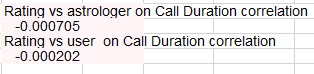 Rating vs astrologer on Call Duration correlation
-0.000705
Rating vs user on Call Duration correlation
-0.000202